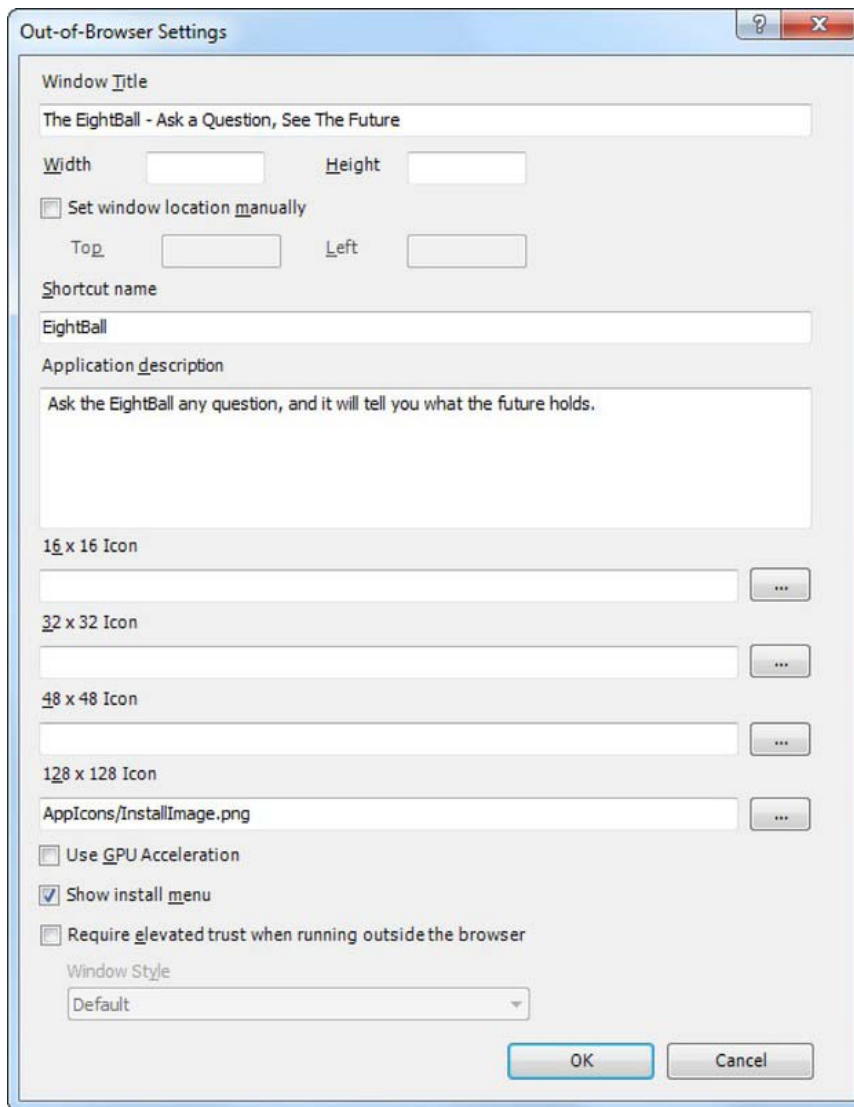 Out-of-Browser Settings
?
Window Title
The EightBall - Ask a Question, See The Future
Width Height
Set window location manually
Top Left
Shortcut name
EightBall
Application description
Ask the EightBall any question, and it will tell you what the future holds.
16 x 16 Icon
...
32 x 32 Icon
...
48 x 48 Icon
...
128 x 128 Icon
AppIcons/InstallImage.png ...
Use GPU Acceleration
Show install menu
Require elevated trust when running outside the browser
Window Style
Default
OK Cancel